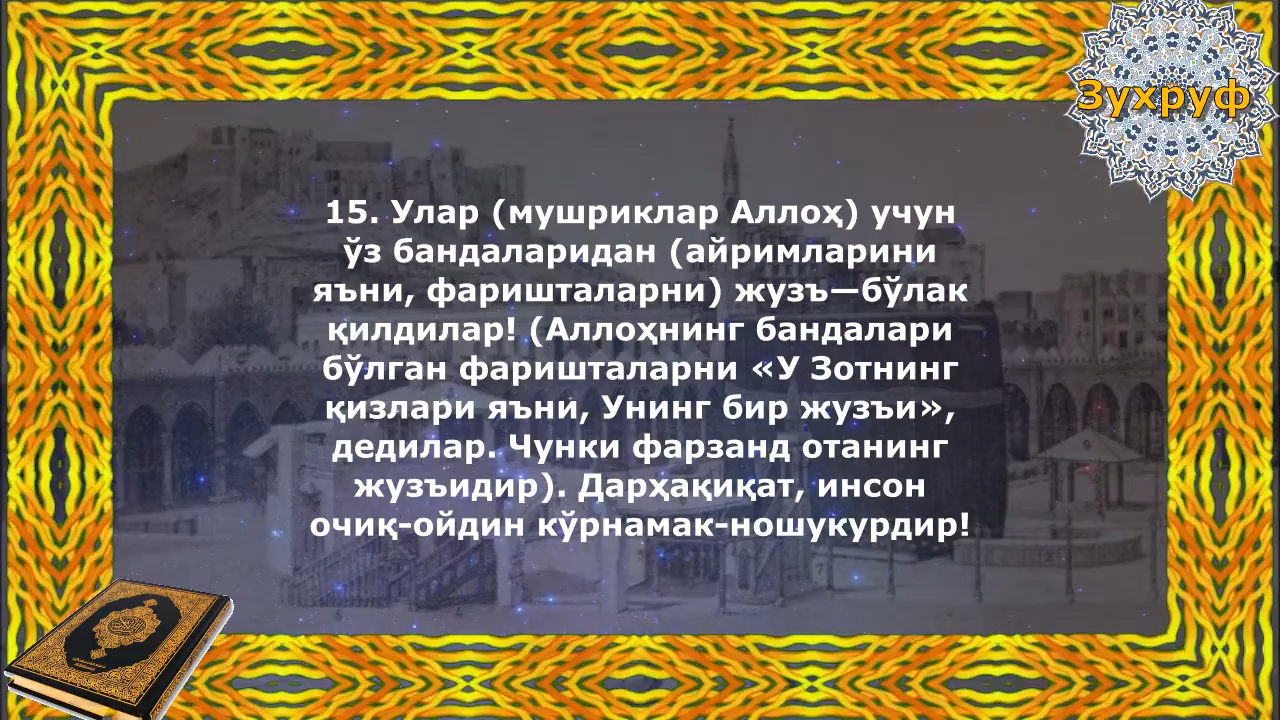 Зухруф
15. Улар (мушриклар Аллоҳ) учун
ўз бандаларидан (айримларини
яъни, фаришталарни) жузъ—бўлак
қилдилар! (Аллоҳнинг бандалари
бўлган фаришталарни «У Зотнинг
қизлари яъни, Унинг бир жузъи»,
дедилар. Чунки фарзанд отанинг
жузъидир). Дарҳақиқат, инсон
очиқ-ойдин кўрнамак-ношукурдир!